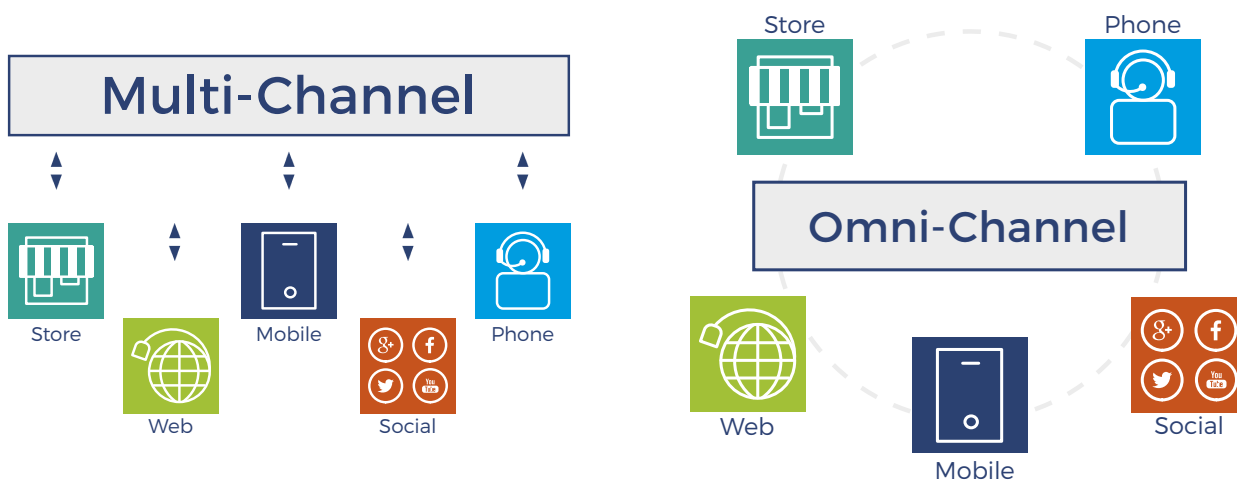 Multi-Channel
Store
Web
Mobile
Social
Phone
g+
f
You
Tube
Store
Phone
Omni-Channel
Web
Mobile
Social
g+
f
You
Tube